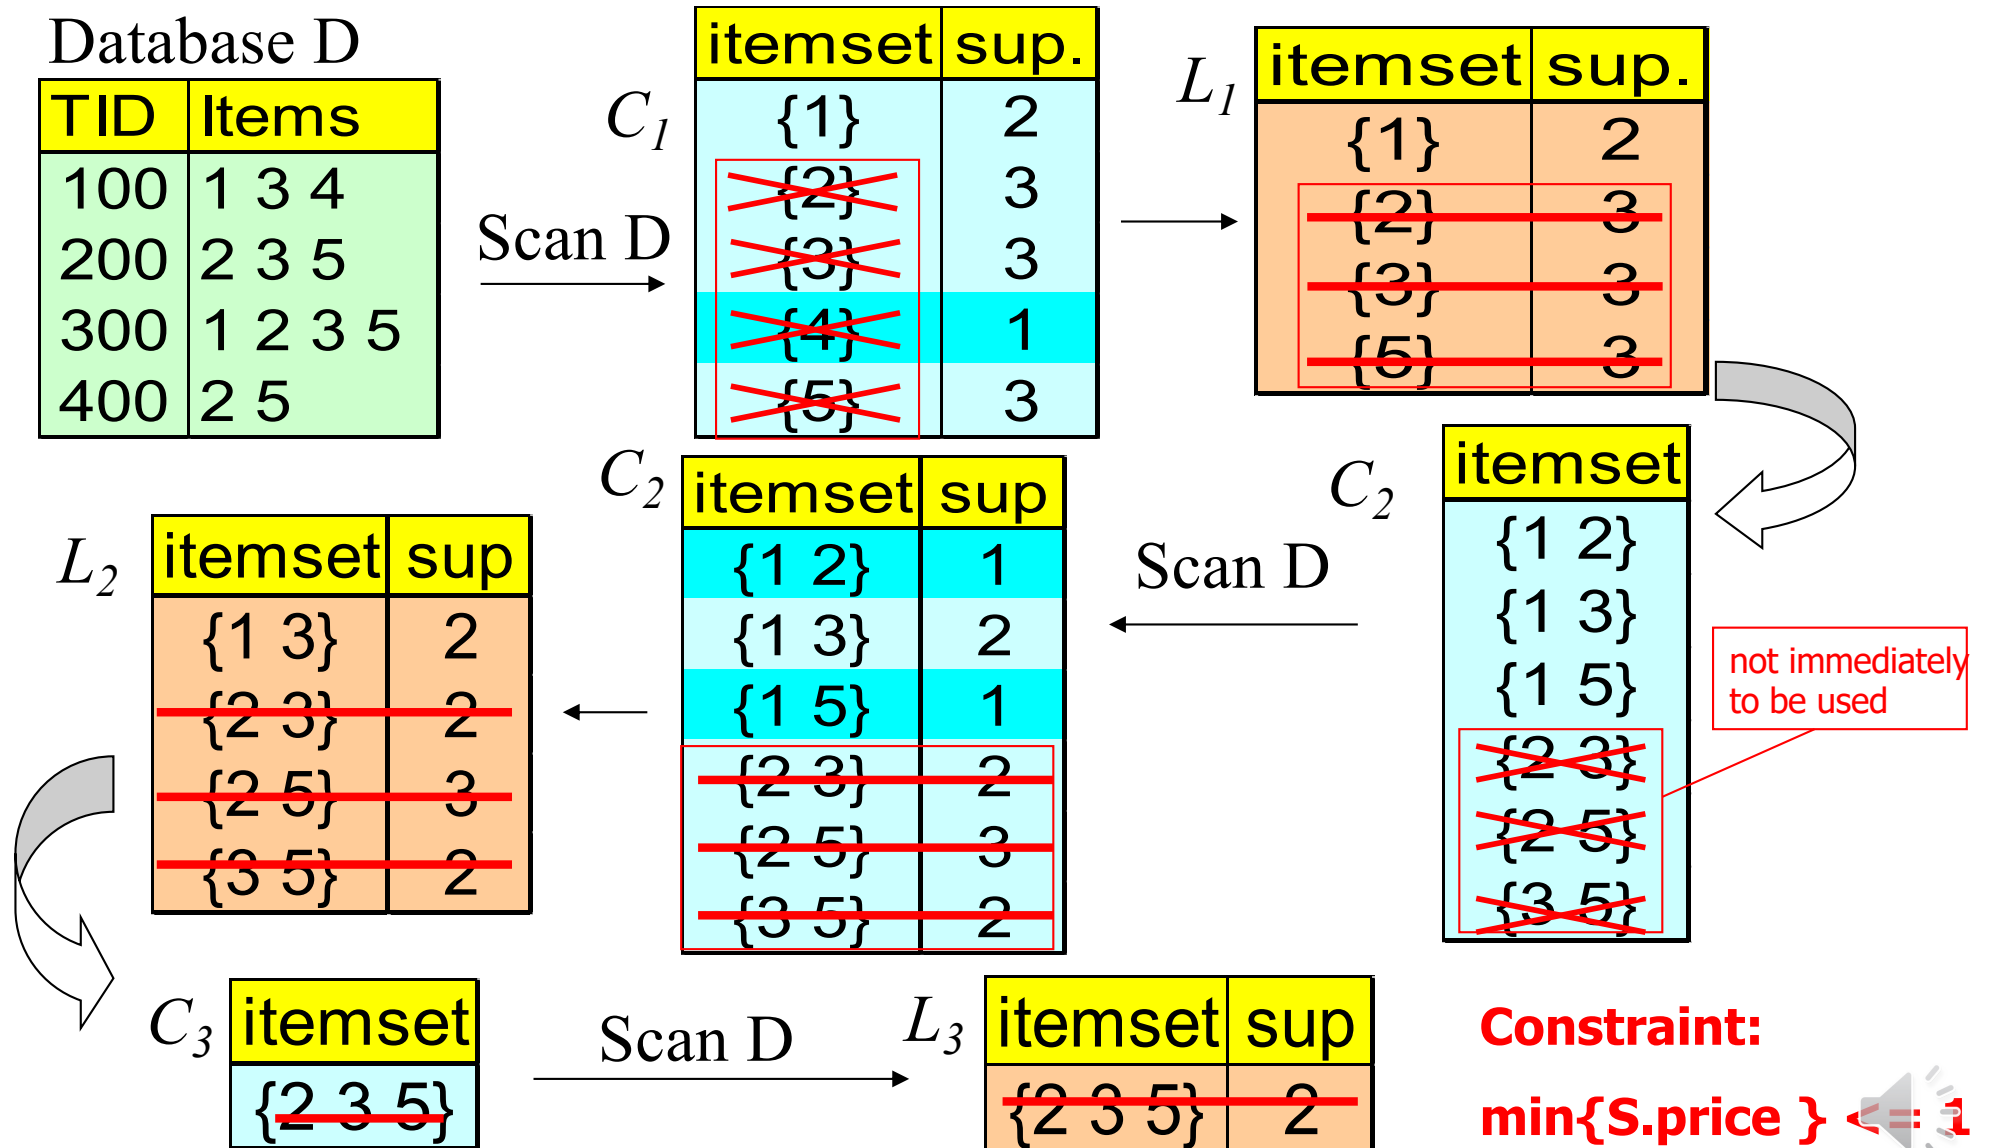 Database D
TID Items
100 1 3 4
200 2 3 5
300 1 2 3 5
400 2 5
Scan D
C1
itemset sup.
{1} 2
{2} 3
{3} 3
{4} 1
{5} 3
L1
itemset sup.
{1} 2
{2} 3
{3} 3
{5} 3
C2
itemset
{1 2}
{1 3}
{1 5}
{2 3}
{2 5}
{3 5}
not immediately
to be used
Scan D
C2
itemset sup
{1 2} 1
{1 3} 2
{1 5} 1
{2 3} 2
{2 5} 3
{3 5} 2
L2
itemset sup
{1 3} 2
{2 3} 2
{2 5} 3
{3 5} 2
C3
itemset
{2 3 5}
Scan D
L3
itemset sup
{2 3 5} 2
Constraint:
min{S.price } <= 1